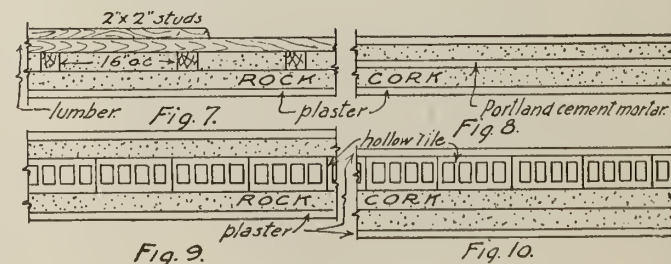 2"x 2" studs
16" o.c.
ROCK
CORK
lumber.
plaster
Portland cement mortar.
Fig. 7.
Fig. 8.
hollow tile
ROCK
CORK
plaster
Fig. 9.
Fig. 10.